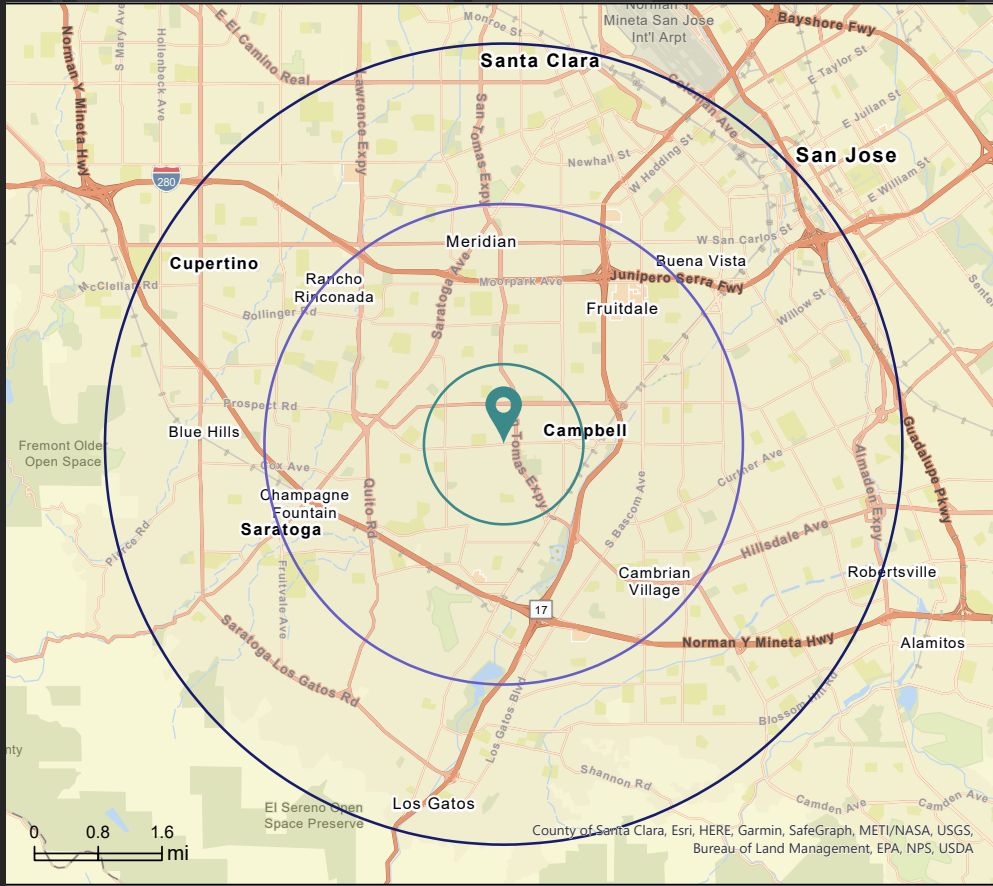 Norman Y
Mineta San Jose
Int'l Arpt
Monroe St
Bayshore Fwy
S Mary Ave
Hollenbeck Ave
E El Camino Real
Norman Y Mineta Hwy
Santa Clara
Lawrence Expy
San Tomas Expy
Coleman Ave
E Taylor St
E Julian St
Newhall St
W Hedding St
San Jose
E William St
280
Meridian
W San Carlos St
Cupertino
Buena Vista
Rancho
Rinconada
McClellan Rd
Saratoga Ave
Moorpark Ave
Junipero Serra Fwy
Bollinger Rd
Fruitdale
Willow St
Prospect Rd
Blue Hills
Campbell
n Tomas Expy
Fremont Older
Open Space
Cox Ave
Curtner Ave
Guadalupe Pkwy
Almaden Expy
Champagne
Fountain
Saratoga
Quito Rd
S Bascom Ave
Pierce Rd
Hillsdale Ave
Fruitvale Ave
Cambrian
Village
Robertsville
17
Saratoga Los Gatos Rd
Norman Y Mineta Hwy
Alamitos
Los Gatos Blvd
Blossom Hill Rd
nty
Shannon Rd
Los Gatos
El Sereno Open
Space Preserve
Camden Ave
Camden Ave
0 0.8 1.6
mi
County of Santa Clara, Esri, HERE, Garmin, SafeGraph, METI/NASA, USGS,
Bureau of Land Management, EPA, NPS, USDA